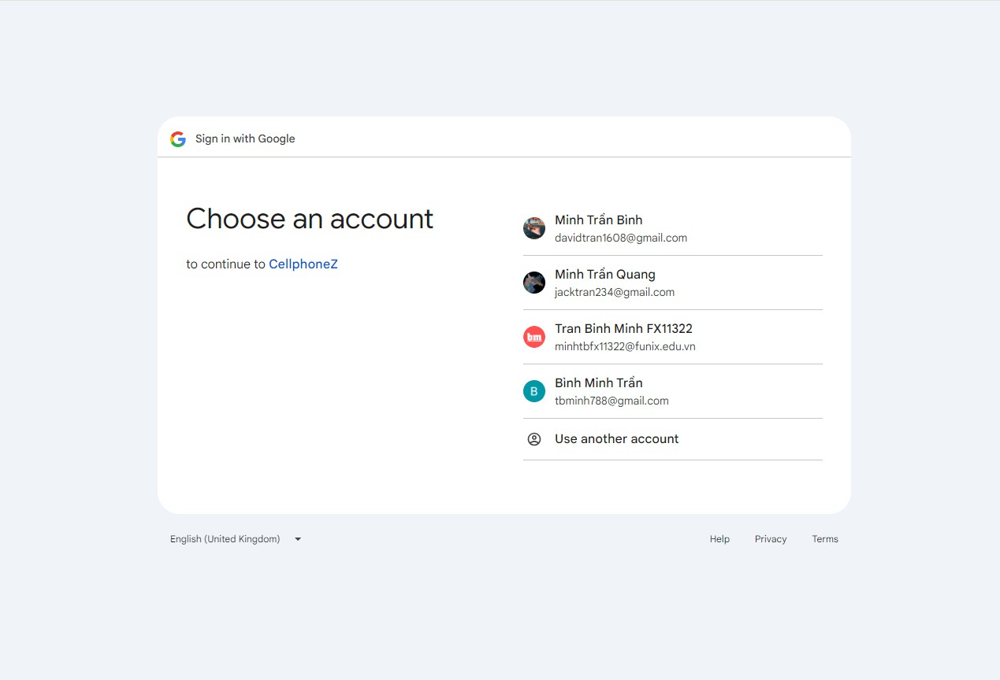 Sign in with Google
Choose an account
to continue to CellphoneZ
Minh Trần Bình
davidtran1608@gmail.com
Minh Trần Quang
jacktran234@gmail.com
bm
Tran Binh Minh FX11322
minhtbfx11322@funix.edu.vn
B
Bình Minh Trần
tbminh788@gmail.com
Use another account
English (United Kingdom)
Help Privacy Terms